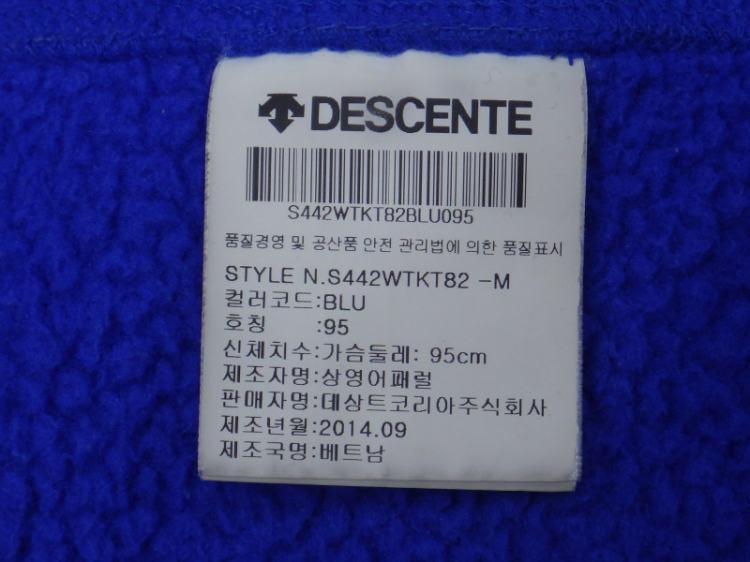 DESCENTE
S442WTKT82BLU095
품질경영 및 공산품 안전 관리법에 의한 품질표시
STYLE N.S442WTKT82 -M
컬러코드:BLU
호칭 :95
신체치수:가슴둘레: 95cm
제조자명:상영어패럴
판매자명:데상트코리아주식회사
제조년월:2014.09
제조국명:베트남